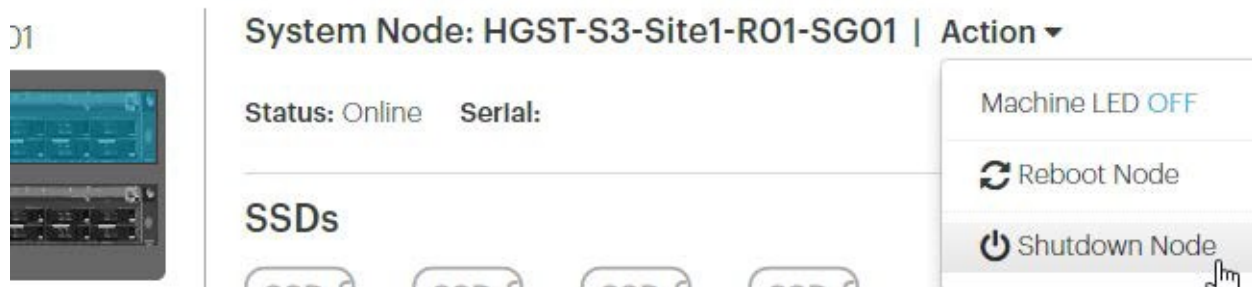 01
System Node: HGST-S3-Site1-R01-SG01 | Action
Status: Online Serial:
Machine LED OFF
Reboot Node
SSDs
Shutdown Node